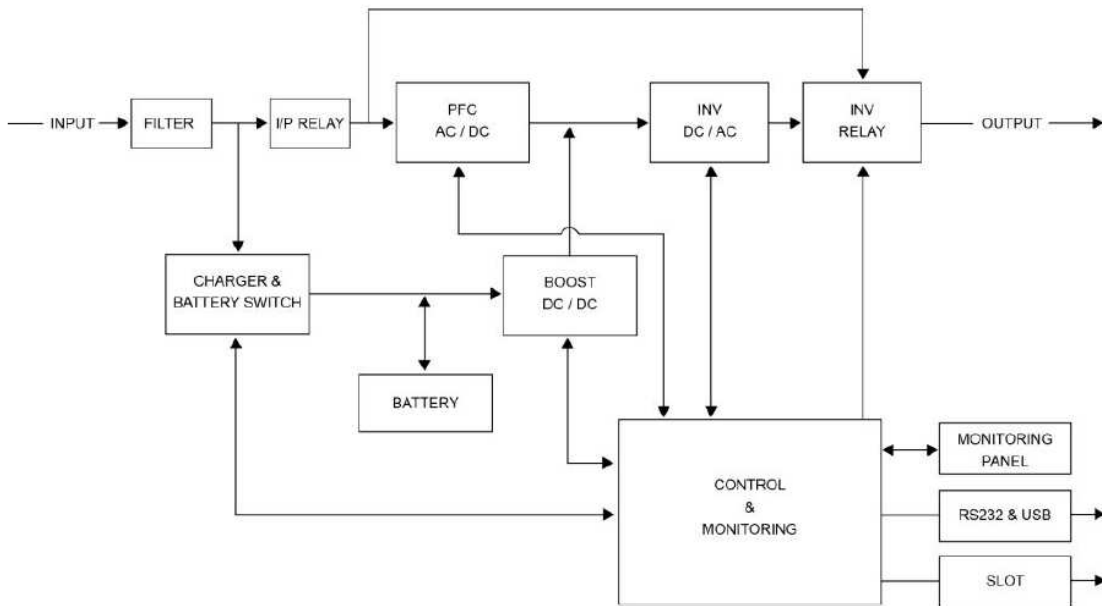 INPUT
FILTER
I/P RELAY
PFC
AC / DC
INV
DC / AC
INV
RELAY
OUTPUT
CHARGER &
BATTERY SWITCH
BOOST
DC / DC
BATTERY
CONTROL
&
MONITORING
MONITORING
PANEL
RS232 & USB
SLOT